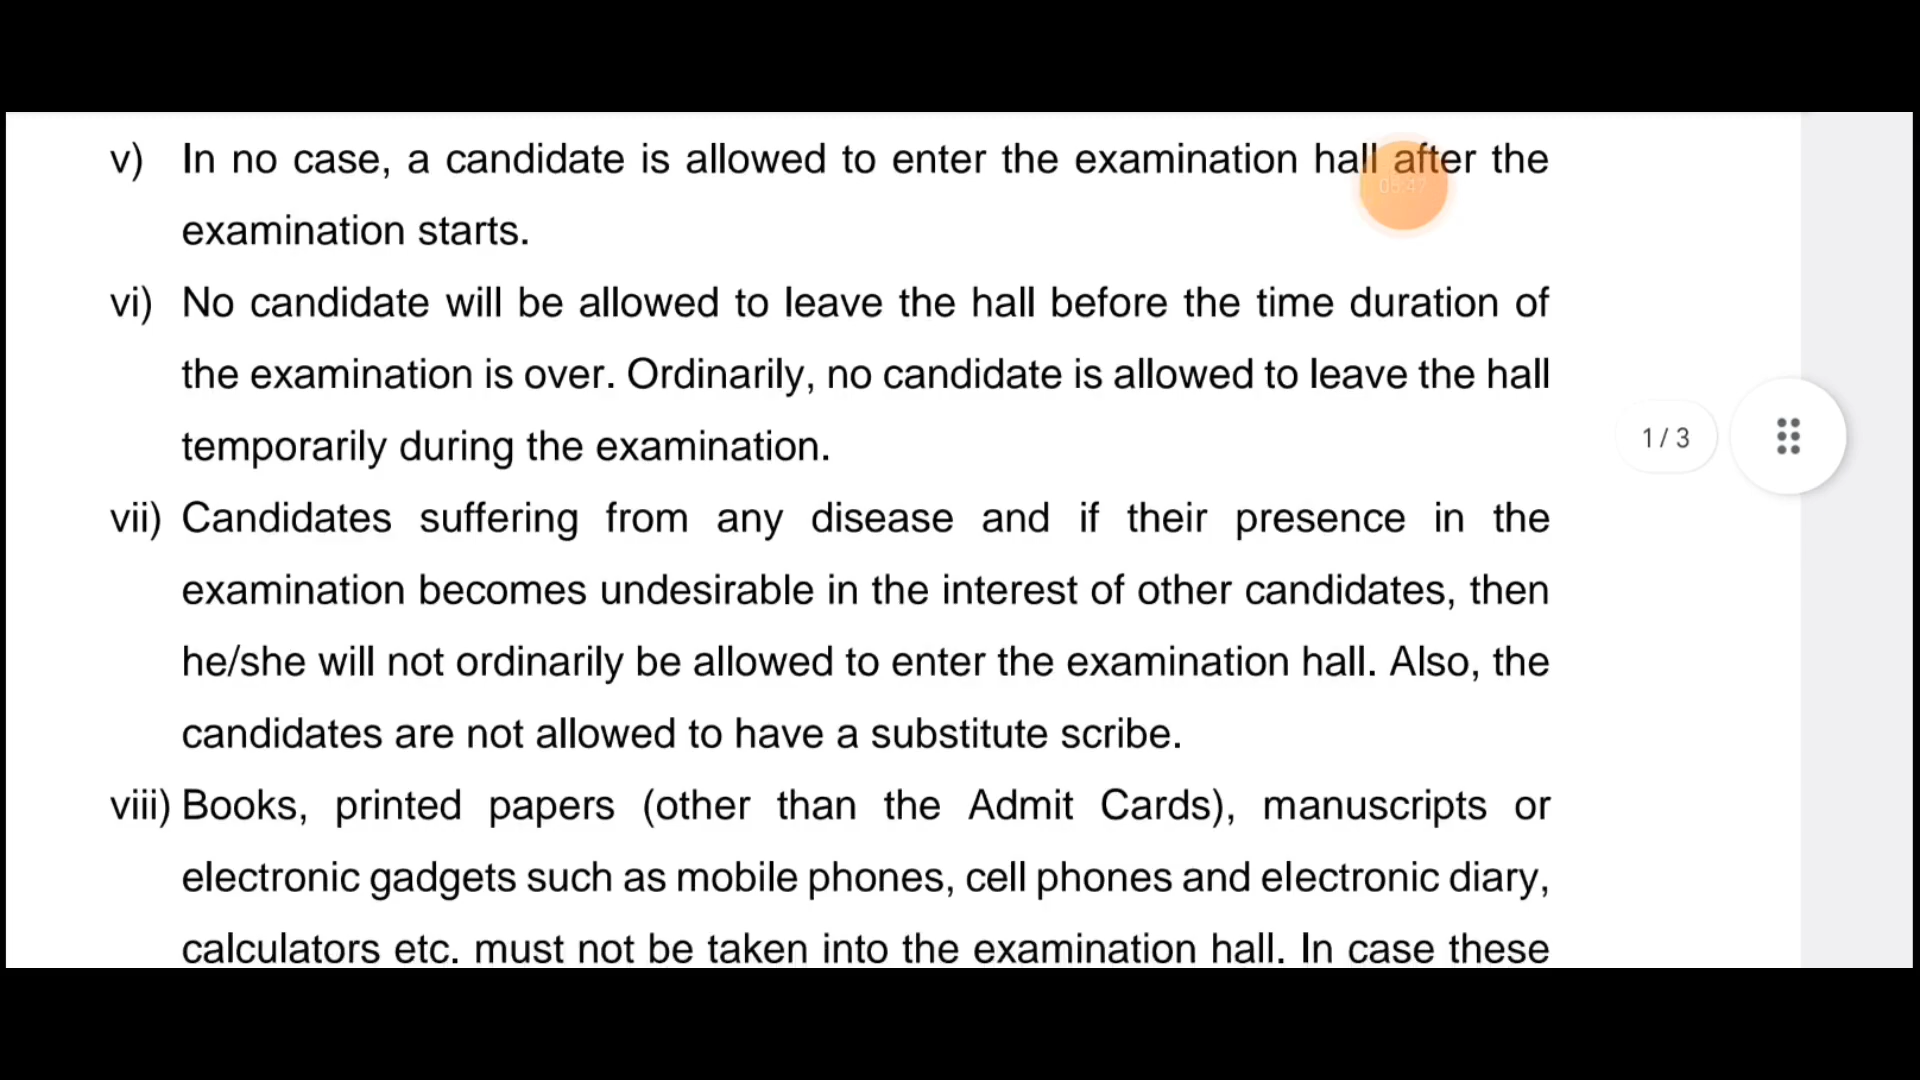 v) In no case, a candidate is allowed to enter the examination hall after the
examination starts.
vi) No candidate will be allowed to leave the hall before the time duration of
the examination is over. Ordinarily, no candidate is allowed to leave the hall
temporarily during the examination.
1 / 3
vii) Candidates suffering from any disease and if their presence in the
examination becomes undesirable in the interest of other candidates, then
he/she will not ordinarily be allowed to enter the examination hall. Also, the
candidates are not allowed to have a substitute scribe.
viii) Books, printed papers (other than the Admit Cards), manuscripts or
electronic gadgets such as mobile phones, cell phones and electronic diary,
calculators etc. must not be taken into the examination hall. In case these